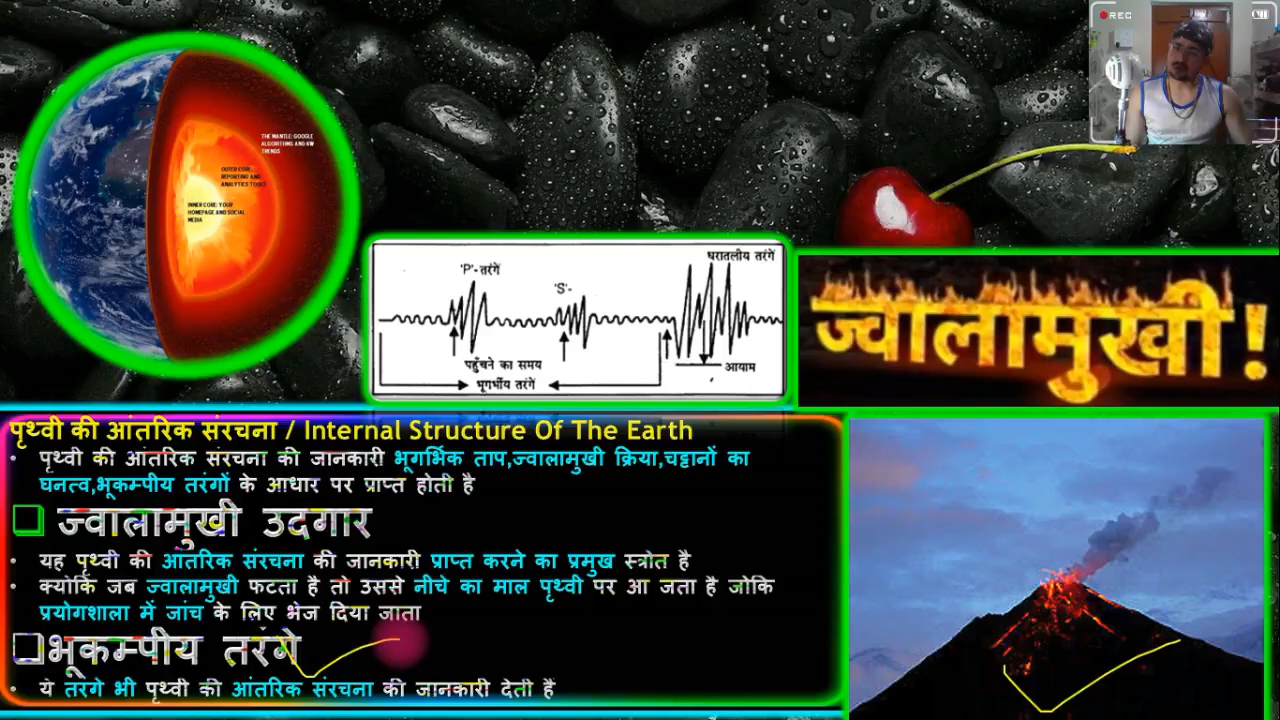 REC
THE MANTLE: GOOGLE
ALGORITHMS AND KW
TRENDS
OUTER CORE:
REPORTING AND
ANALYTICS TOOLS
INNER CORE: YOUR
HOMEPAGE AND SOCIAL
MEDIA
'P'-तरंगें
'S'-
धरातलीय तरंगें
पहुँचने का समय
आयाम
भूगर्भीय तरंगें
ज्वालामुखी!
पृथ्वी की आंतरिक संरचना / Internal Structure Of The Earth
• पृथ्वी की आंतरिक संरचना की जानकारी भूगर्भिक ताप,ज्वालामुखी क्रिया,चट्टानों का
घनत्व,भूकम्पीय तरंगों के आधार पर प्राप्त होती है
ज्वालामुखी उदगार
• यह पृथ्वी की आंतरिक संरचना की जानकारी प्राप्त करने का प्रमुख स्त्रोत है
• क्योकि जब ज्वालामुखी फटता है तो उससे नीचे का माल पृथ्वी पर आ जता है जोकि
प्रयोगशाला में जांच के लिए भेज दिया जाता
भूकम्पीय तरंगे
• ये तरगे भी पृथ्वी की आंतरिक संरचना की जानकारी देती है